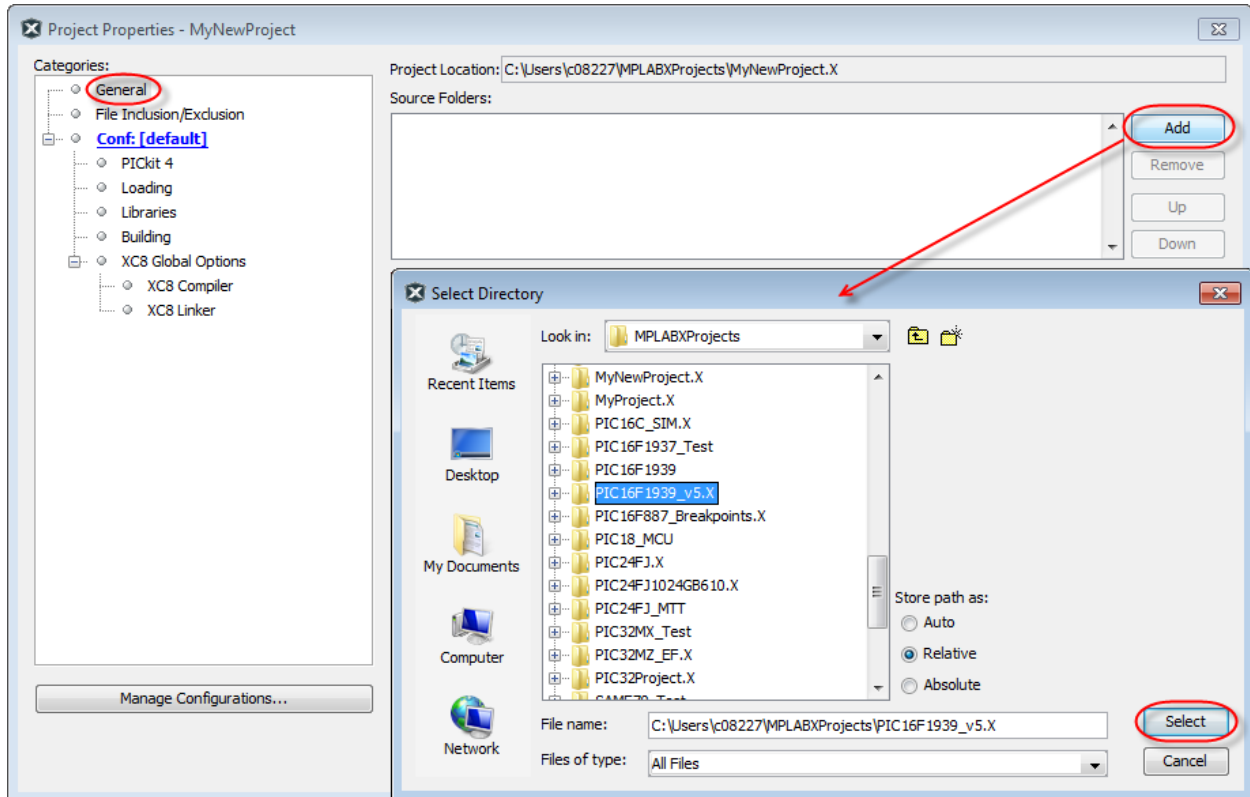 Project Properties - MyNewProject
Categories:
General
File Inclusion/Exclusion
Conf: [default]
PICkit 4
Loading
Libraries
Building
XC8 Global Options
XC8 Compiler
XC8 Linker
Manage Configurations...
Project Location: C:\Users\c08227\MPLABXProjects\MyNewProject.X
Source Folders:
Add
Remove
Up
Down
Select Directory
Look in: MPLABXProjects
Recent Items
Desktop
My Documents
Computer
Network
MyNewProject.X
MyProject.X
PIC16C_SIM.X
PIC16F1937_Test
PIC16F1939
PIC16F1939_v5.X
PIC16F887_Breakpoints.X
PIC18_MCU
PIC24FJ.X
PIC24FJ1024GB610.X
PIC24FJ_MTT
PIC32MX_Test
PIC32MZ_EF.X
PIC32Project.X
Store path as:
Auto
Relative
Absolute
File name: C:\Users\c08227\MPLABXProjects\PIC16F1939_v5.X
Files of type: All Files
Select
Cancel